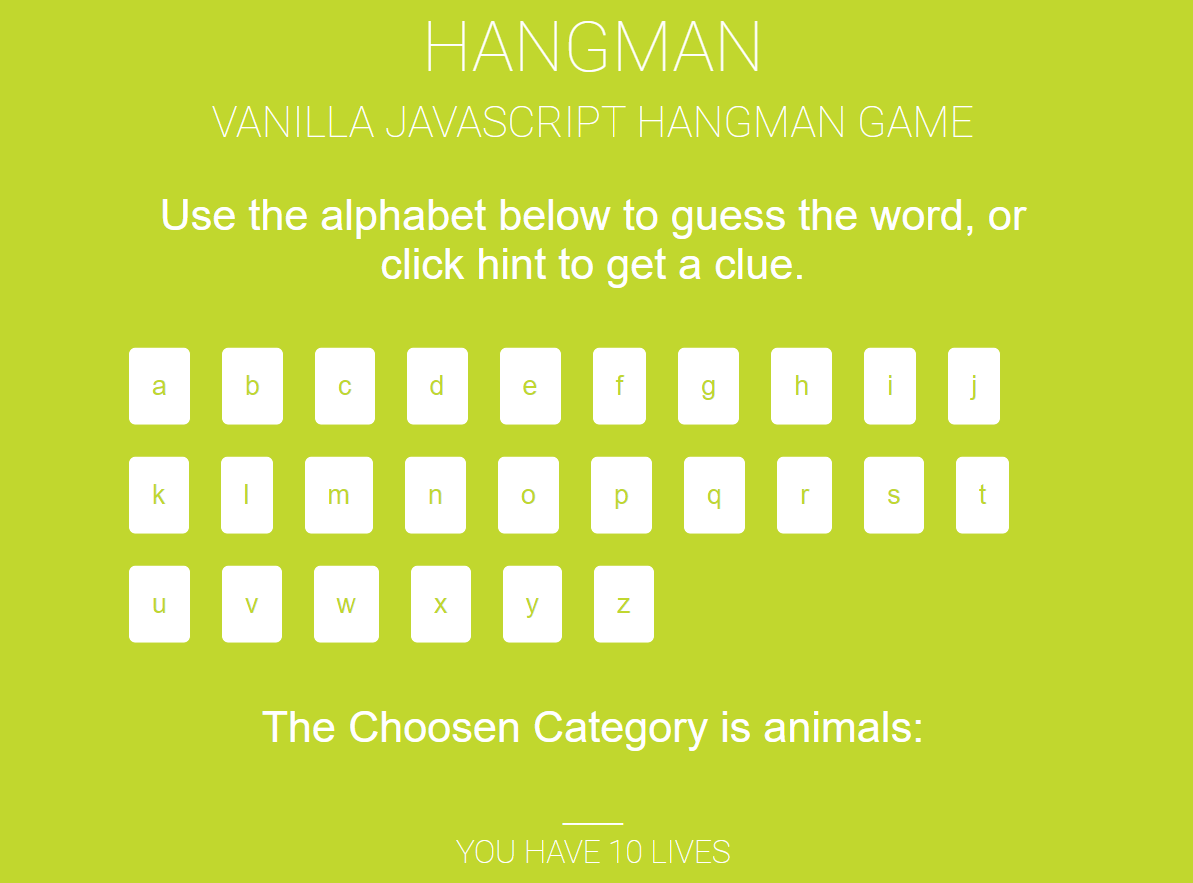 HANGMAN
VANILLA JAVASCRIPT HANGMAN GAME
Use the alphabet below to guess the word, or
click hint to get a clue.
a b c d e f g h i j
k l m n o p q r s t
u v w x y z
The Choosen Category is animals:
YOU HAVE 10 LIVES